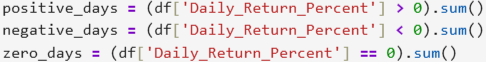 positive_days = (df['Daily_Return_Percent'] > 0).sum()
negative_days = (df['Daily_Return_Percent'] < 0).sum()
zero_days = (df['Daily_Return_Percent'] == 0).sum()